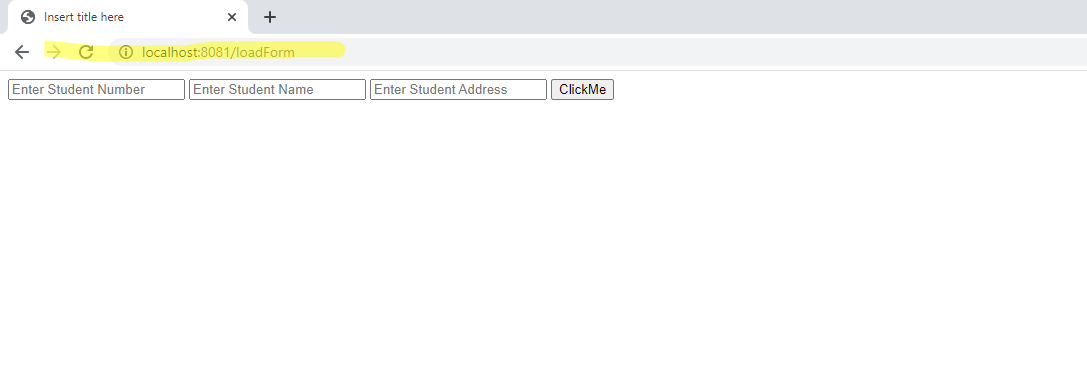 Insert title here
localhost:8081/loadForm
Enter Student Number Enter Student Name Enter Student Address ClickMe